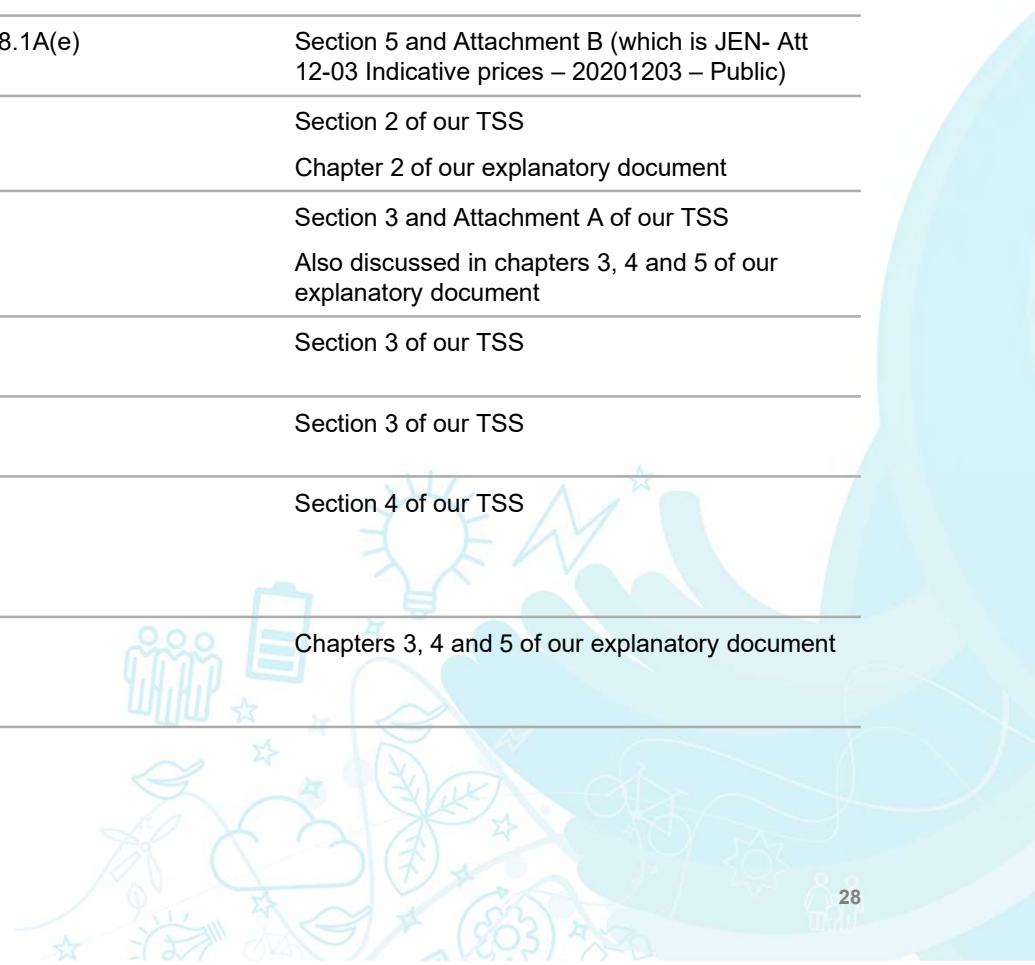 8.1A(e)
Section 5 and Attachment B (which is JEN- Att
12-03 Indicative prices – 20201203 – Public)
Section 2 of our TSS
Chapter 2 of our explanatory document
Section 3 and Attachment A of our TSS
Also discussed in chapters 3, 4 and 5 of our
explanatory document
Section 3 of our TSS
Section 3 of our TSS
Section 4 of our TSS
Chapters 3, 4 and 5 of our explanatory document
28